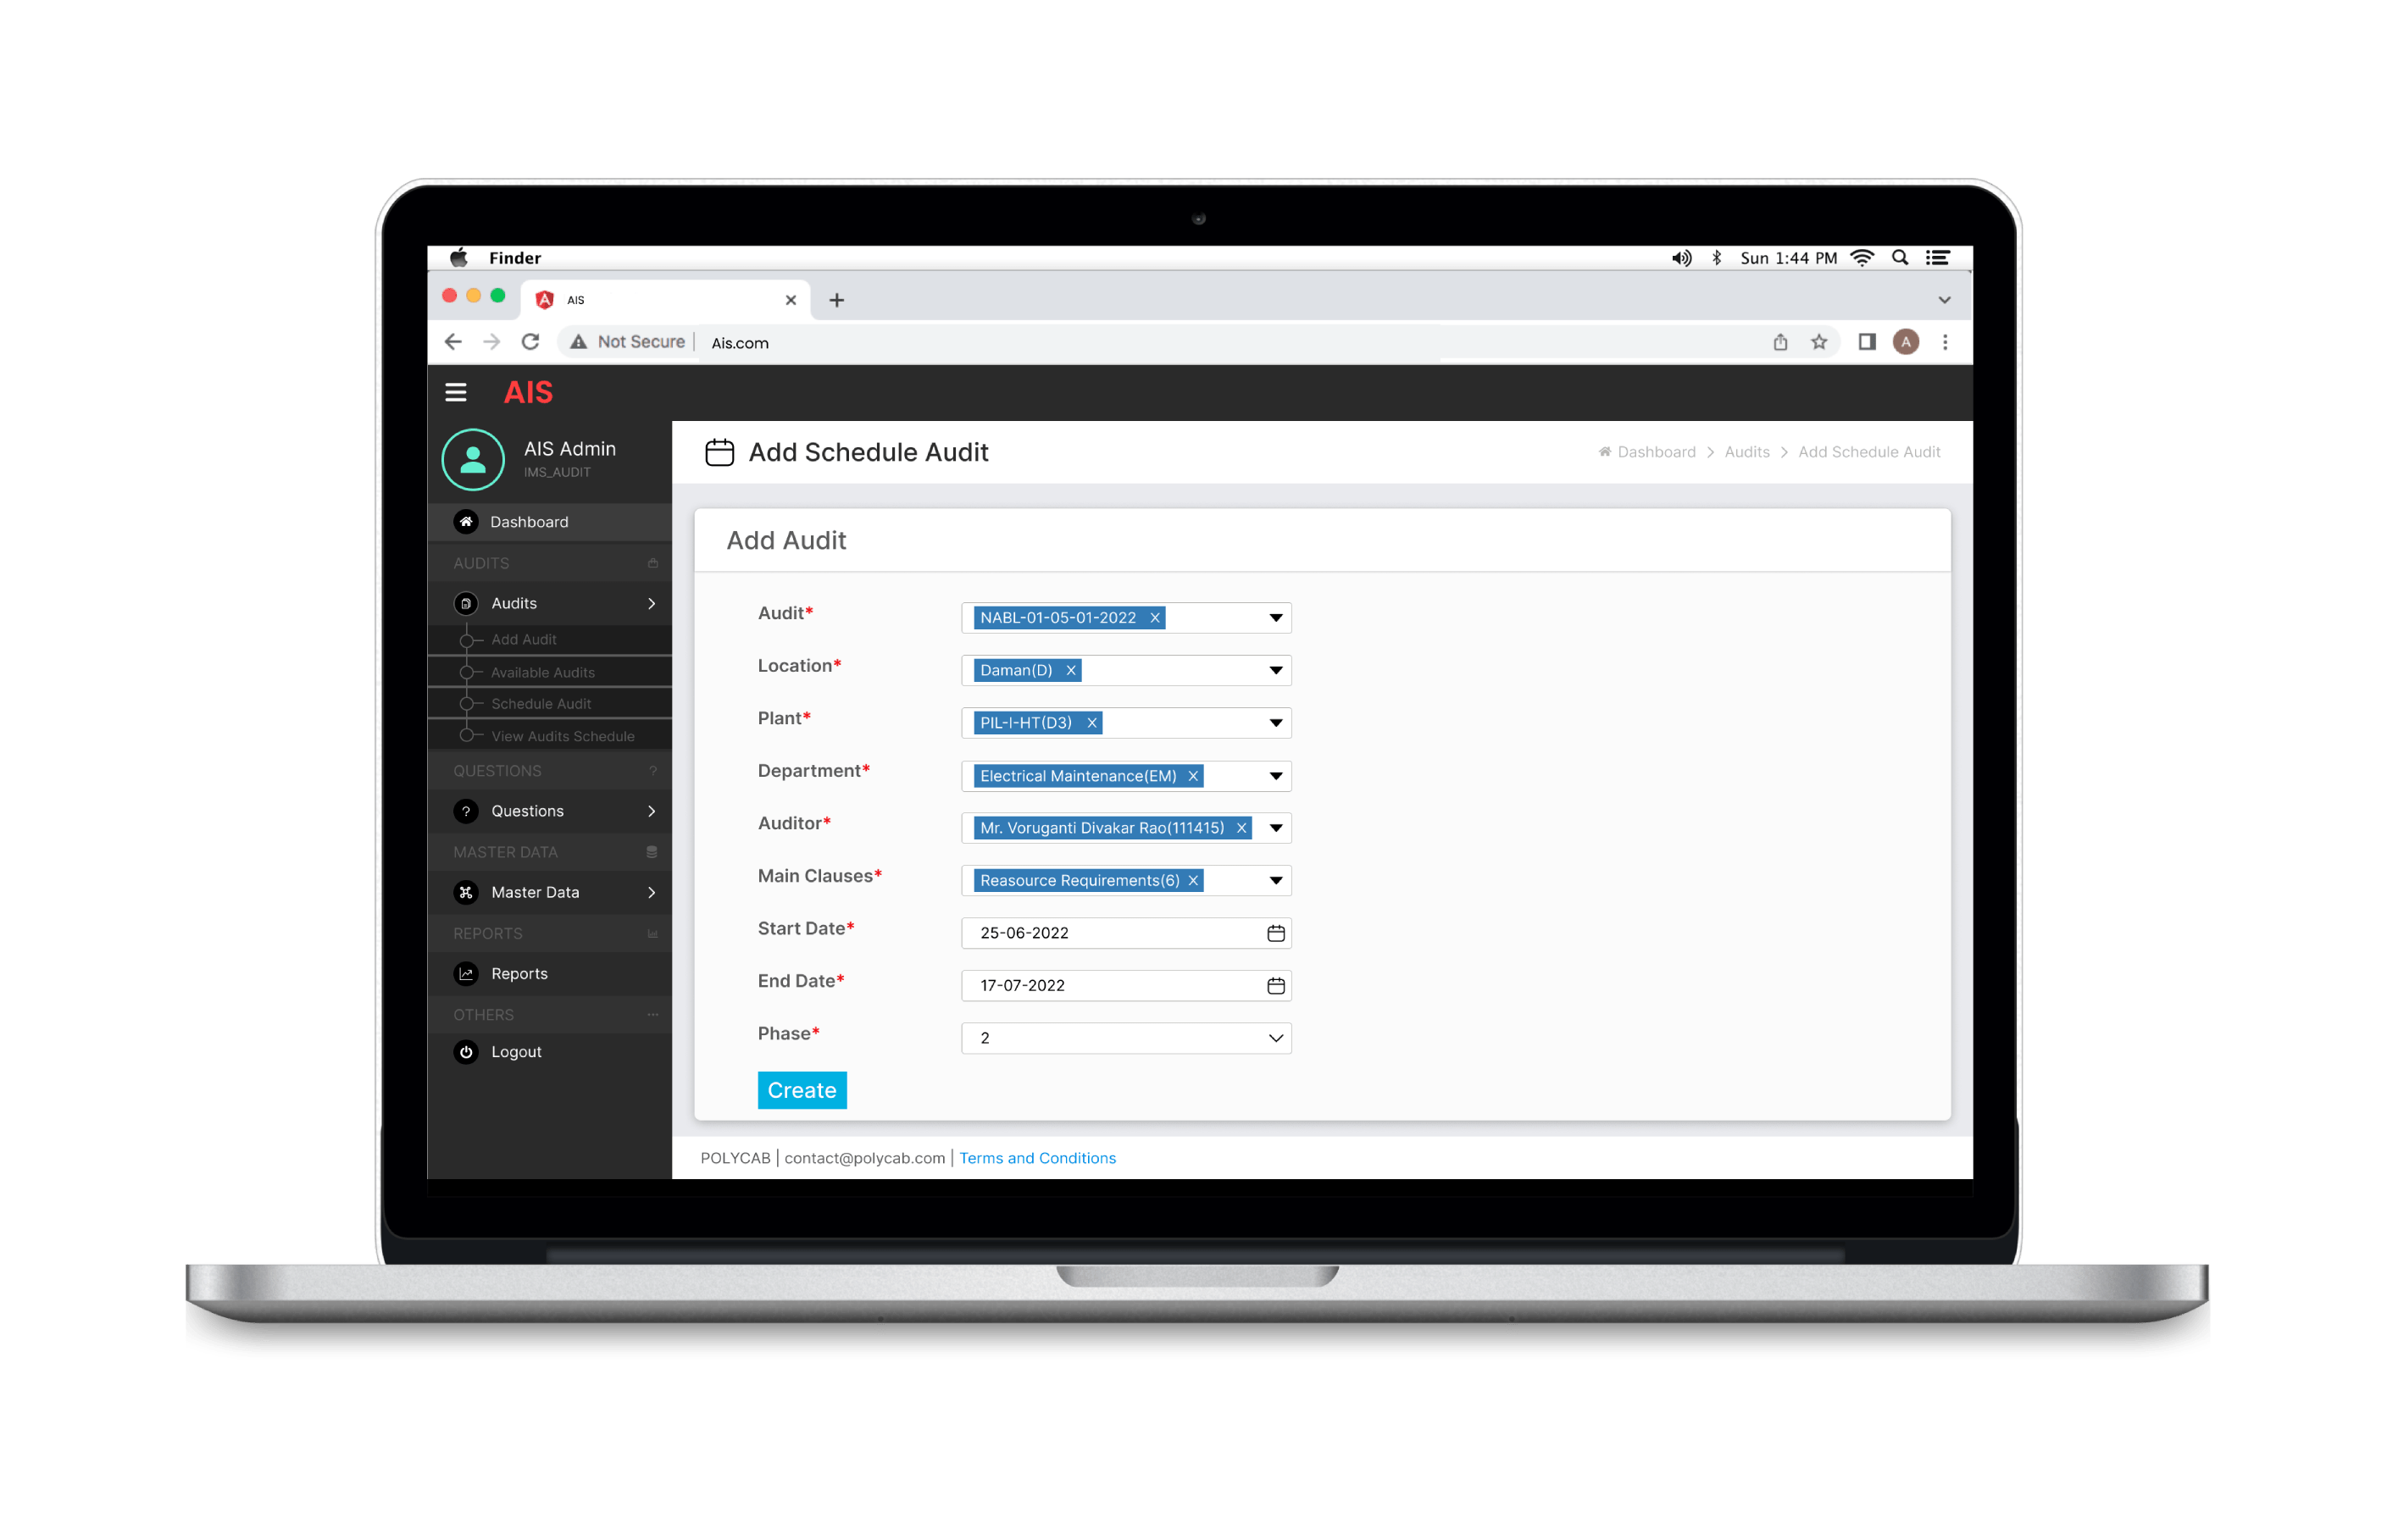 Finder
Sun 1:44 PM
AIS
Not Secure
Ais.com
A
AIS
AIS Admin
IMS_AUDIT
Dashboard
AUDITS
Audits
Add Audit
Available Audits
Schedule Audit
View Audits Schedule
QUESTIONS
?
? Questions
MASTER DATA
Master Data
REPORTS
Reports
OTHERS
Logout
Add Schedule Audit
Dashboard > Audits > Add Schedule Audit
Add Audit
Audit* NABL-01-05-01-2022 X
Location* Daman(D) X
Plant* PIL-I-HT(D3) X
Department* Electrical Maintenance(EM) X
Auditor* Mr. Voruganti Divakar Rao(111415) X
Main Clauses* Reasource Requirements(6) X
Start Date* 25-06-2022
End Date* 17-07-2022
Phase* 2
Create
POLYCAB | contact@polycab.com | Terms and Conditions